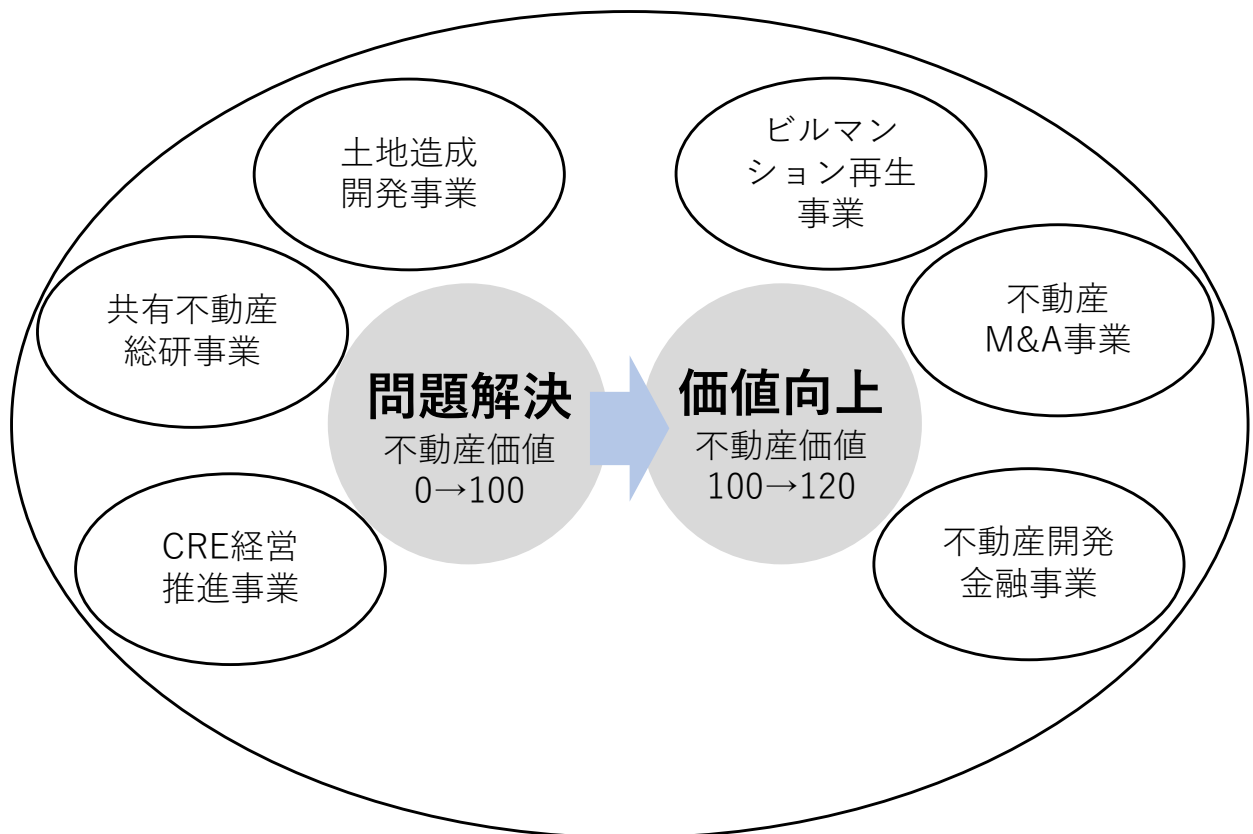 土地造成
開発事業
ビルマン
ション再生
事業
共有不動産
総研事業
不動産
M&A事業
問題解決
不動産価値
0→100
価値向上
不動産価値
100→120
CRE経営
推進事業
不動産開発
金融事業